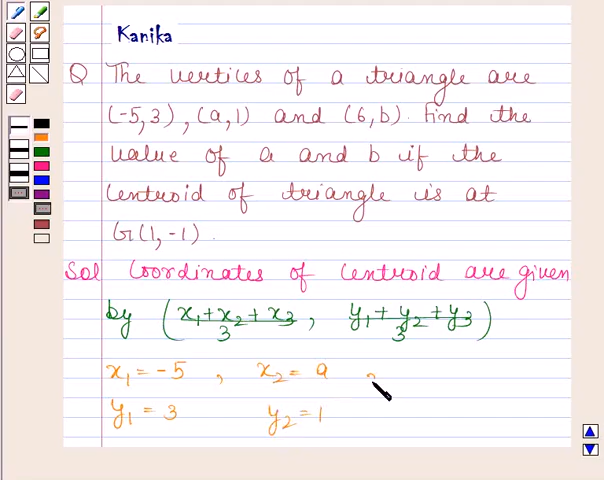 Kanika
Q The vertices of a triangle are
(-5,3), (a,1) and (6,b). Find the
value of a and b if the
centroid of triangle is at
G(1,-1).
Sol Coordinates of centroid are given
by ( x₁+x₂+x₃/3 , y₁+y₂+y₃/3 )
x₁ = -5 , x₂ = a ,
y₁ = 3 y₂ = 1